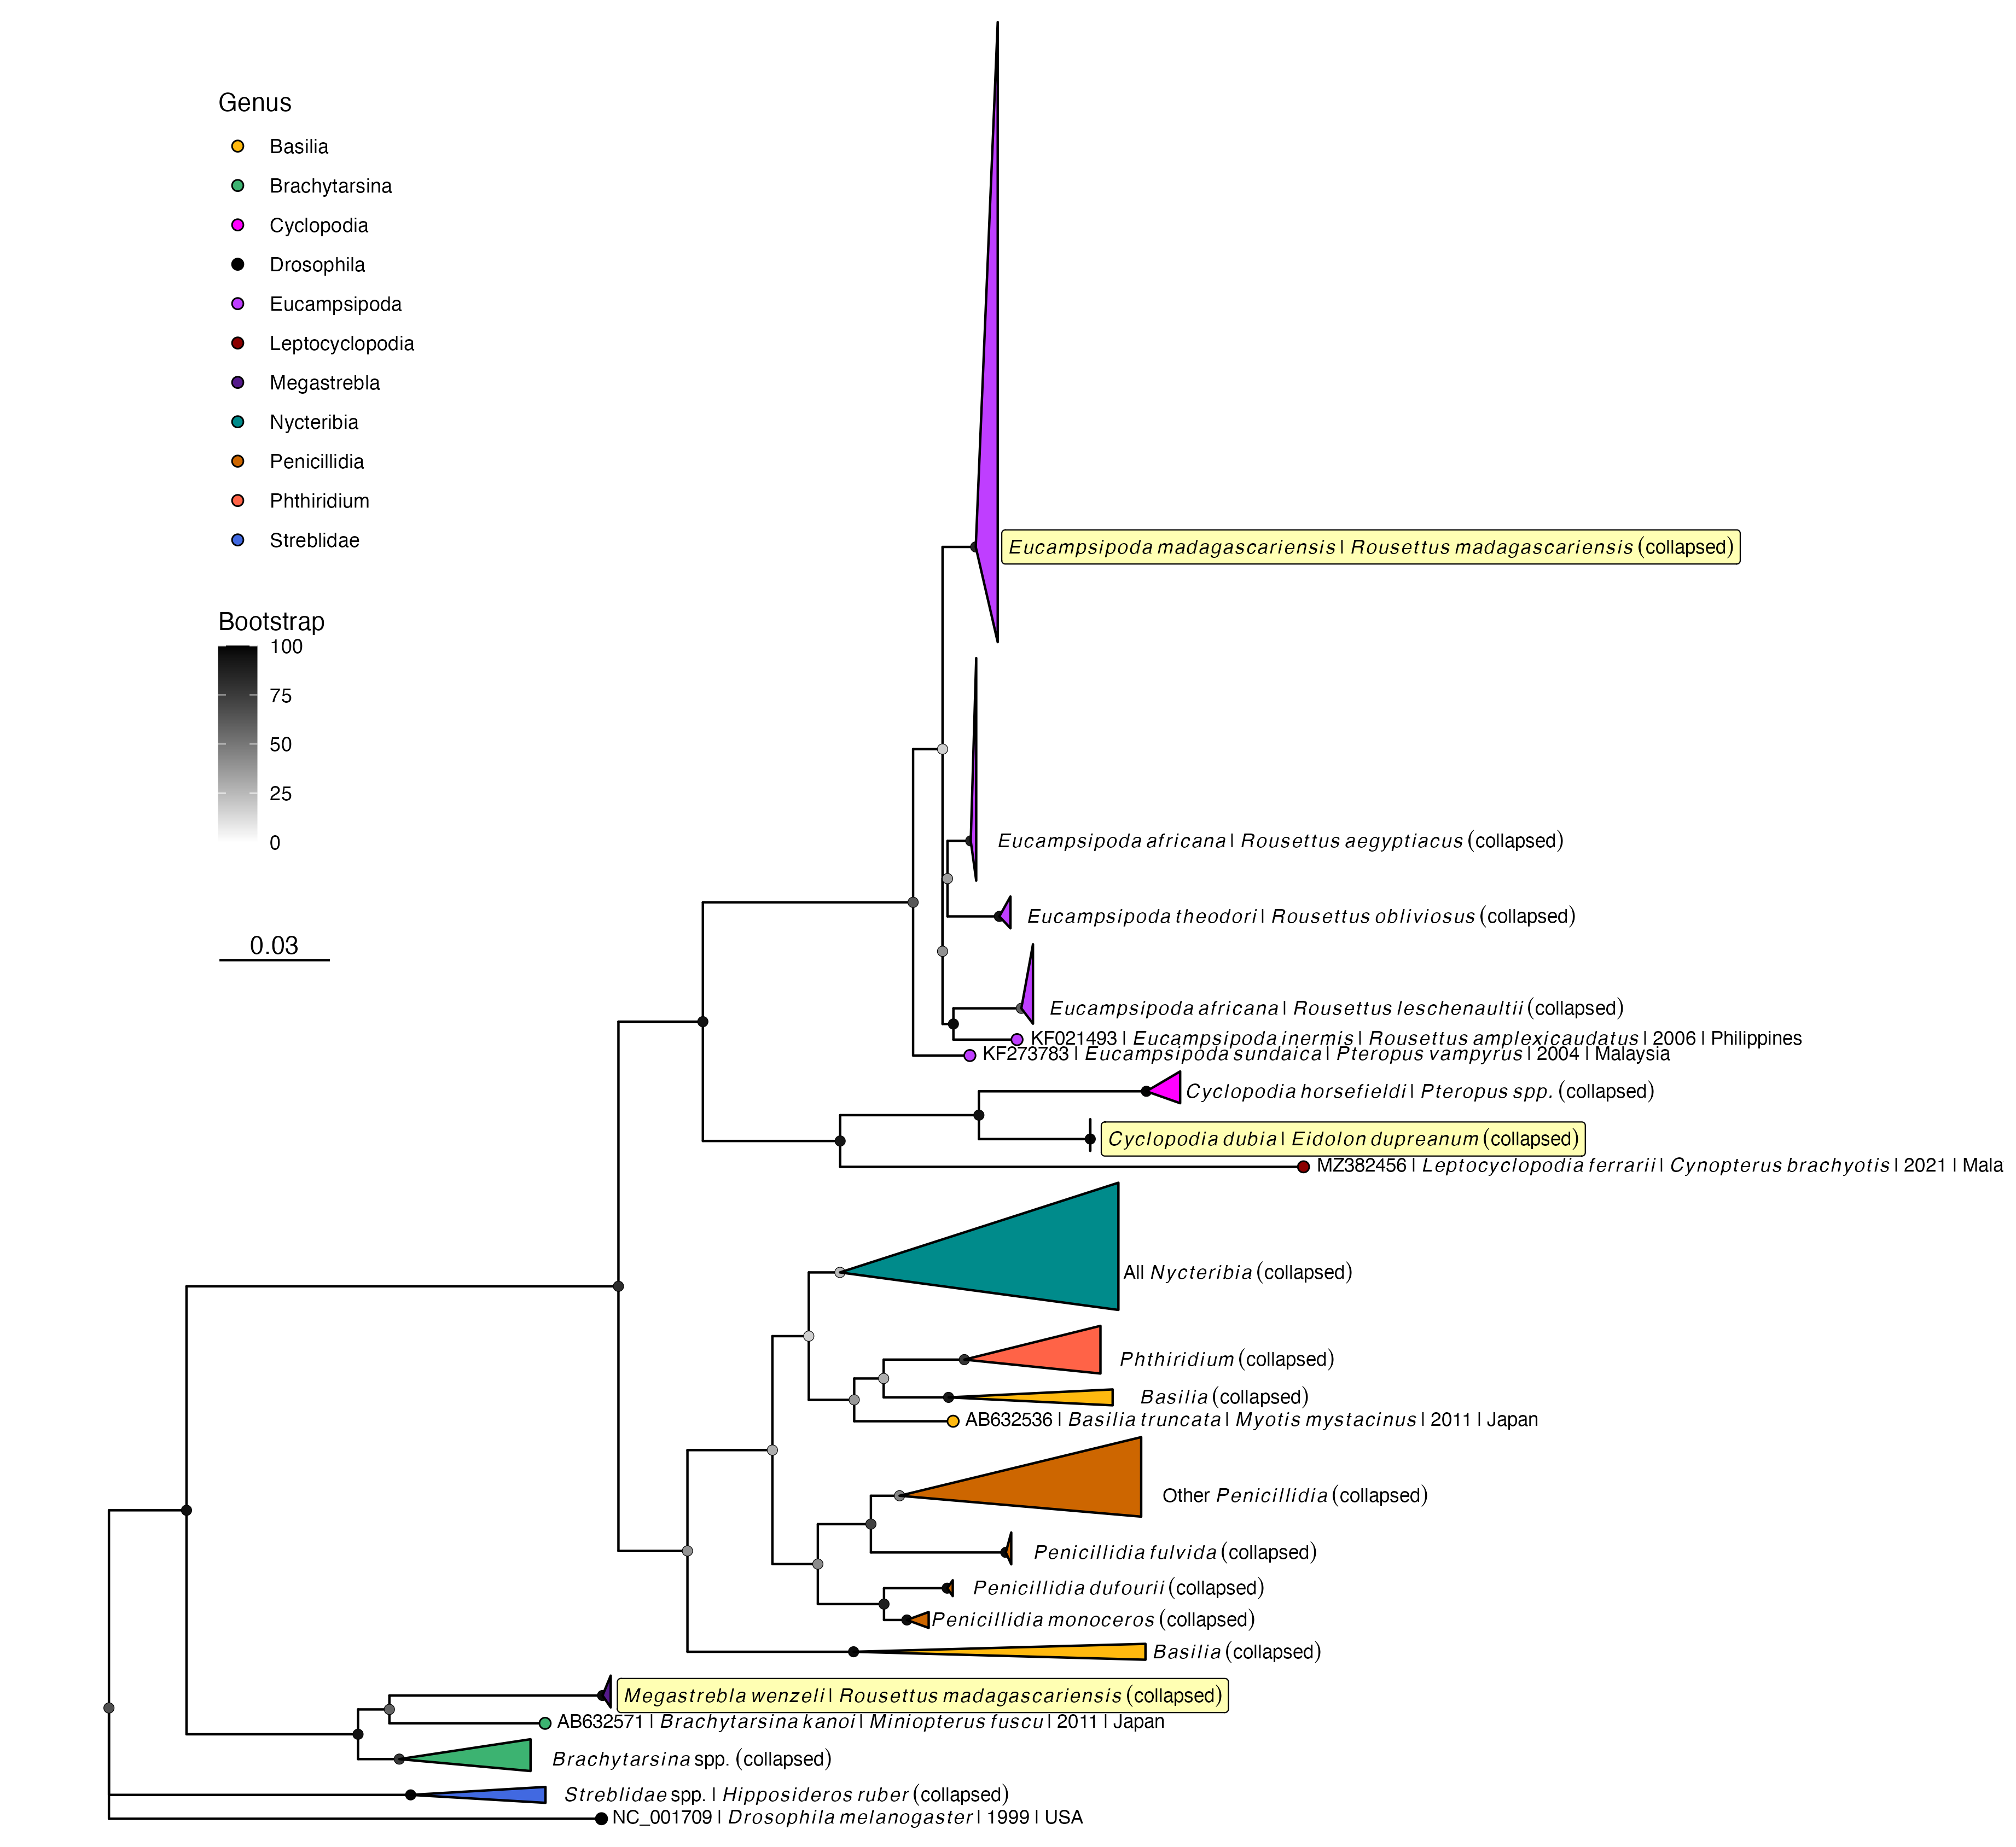 Genus
Basilia
Brachytarsina
Cyclopodia
Drosophila
Eucampsipoda
Leptocyclopodia
Megastrebla
Nycteribia
Penicillidia
Phthiridium
Streblidae
Bootstrap
100
75
50
25
0
0.03
Eucampsipoda madagascariensis | Rousettus madagascariensis (collapsed)
Eucampsipoda africana | Rousettus aegyptiacus (collapsed)
Eucampsipoda theodori | Rousettus obliviosus (collapsed)
Eucampsipoda africana | Rousettus leschenaultii (collapsed)
KF021493 | Eucampsipoda inermis | Rousettus amplexicaudatus | 2006 | Philippines
KF273783 | Eucampsipoda sundaica | Pteropus vampyrus | 2004 | Malaysia
Cyclopodia horsefieldi | Pteropus spp. (collapsed)
Cyclopodia dubia | Eidolon dupreanum (collapsed)
MZ382456 | Leptocyclopodia ferrarii | Cynopterus brachyotis | 2021 | Mala
All Nycteribia (collapsed)
Phthiridium (collapsed)
Basilia (collapsed)
AB632536 | Basilia truncata | Myotis mystacinus | 2011 | Japan
Other Penicillidia (collapsed)
Penicillidia fulvida (collapsed)
Penicillidia dufourii (collapsed)
Penicillidia monoceros (collapsed)
Basilia (collapsed)
Megastrebla wenzeli | Rousettus madagascariensis (collapsed)
AB632571 | Brachytarsina kanoi | Miniopterus fuscu | 2011 | Japan
Brachytarsina spp. (collapsed)
Streblidae spp. | Hipposideros ruber (collapsed)
NC_001709 | Drosophila melanogaster | 1999 | USA